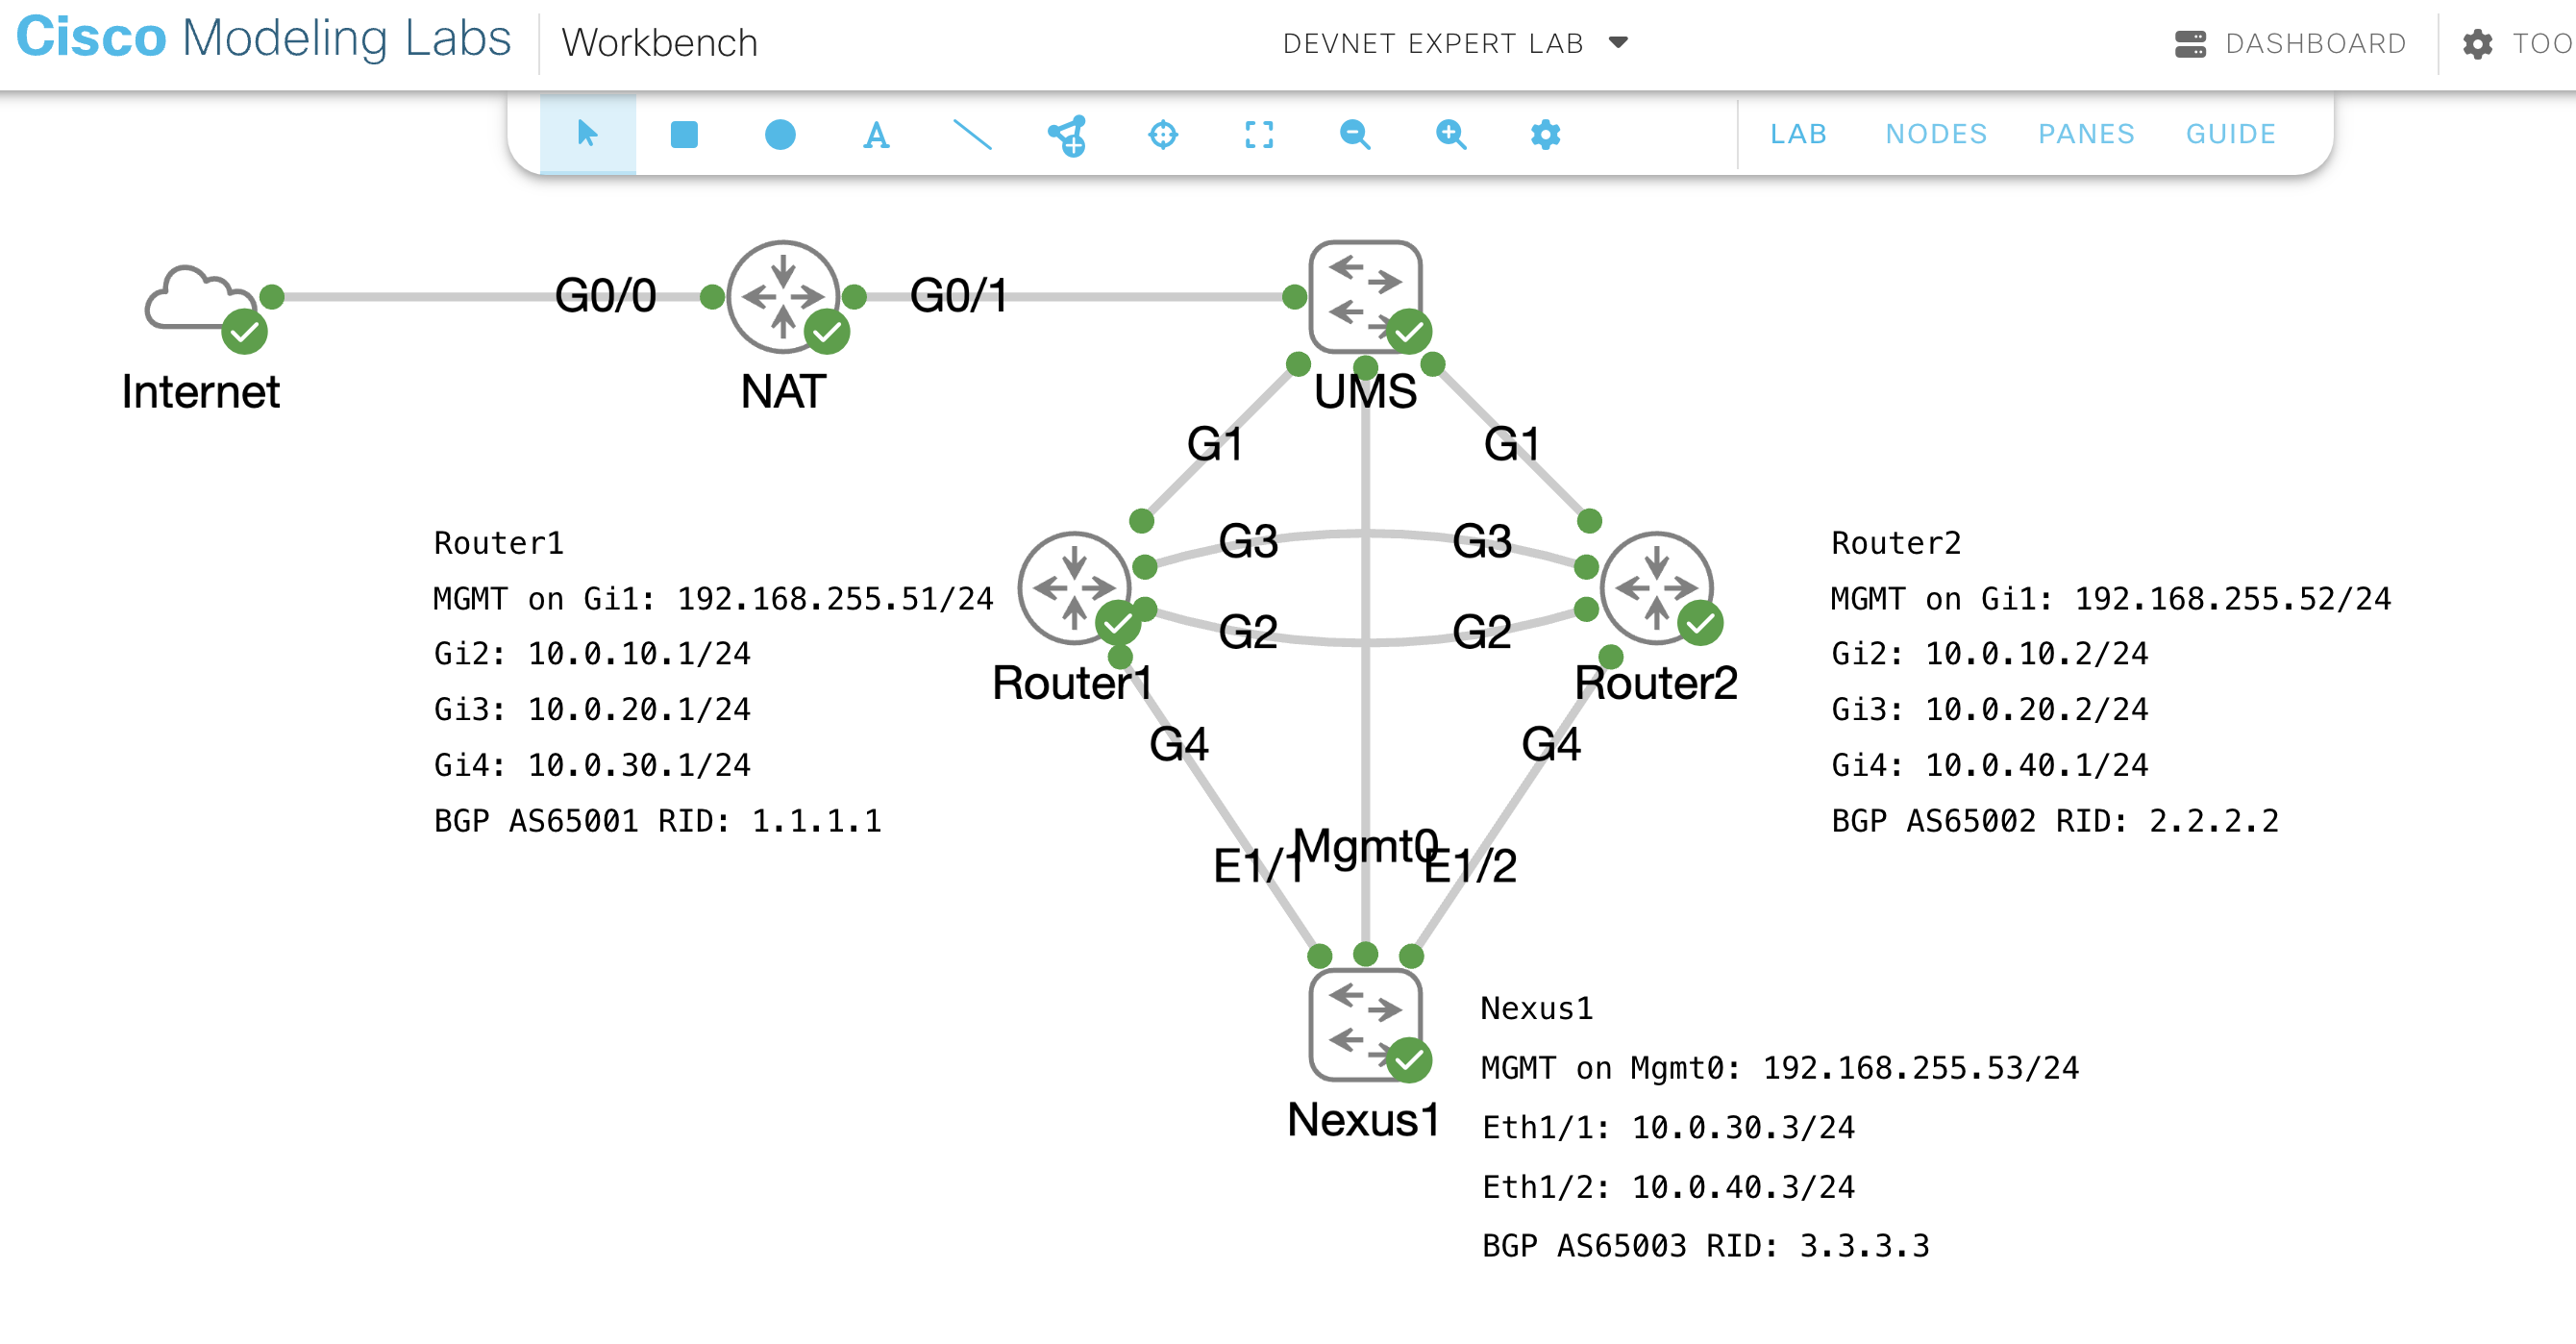 Cisco Modeling Labs
Workbench
DEVNET EXPERT LAB
DASHBOARD
TOO
A
LAB
NODES
PANES
GUIDE
G0/0
G0/1
Internet
NAT
UMS
G1
G1
G3
G3
G2
G2
Router1
MGMT on Gi1: 192.168.255.51/24
Gi2: 10.0.10.1/24
Gi3: 10.0.20.1/24
Gi4: 10.0.30.1/24
BGP AS65001 RID: 1.1.1.1
Router2
MGMT on Gi1: 192.168.255.52/24
Gi2: 10.0.10.2/24
Gi3: 10.0.20.2/24
Gi4: 10.0.40.1/24
BGP AS65002 RID: 2.2.2.2
Router1
Router2
G4
G4
E1/1
Mgmt0
E1/2
Nexus1
Nexus1
MGMT on Mgmt0: 192.168.255.53/24
Eth1/1: 10.0.30.3/24
Eth1/2: 10.0.40.3/24
BGP AS65003 RID: 3.3.3.3